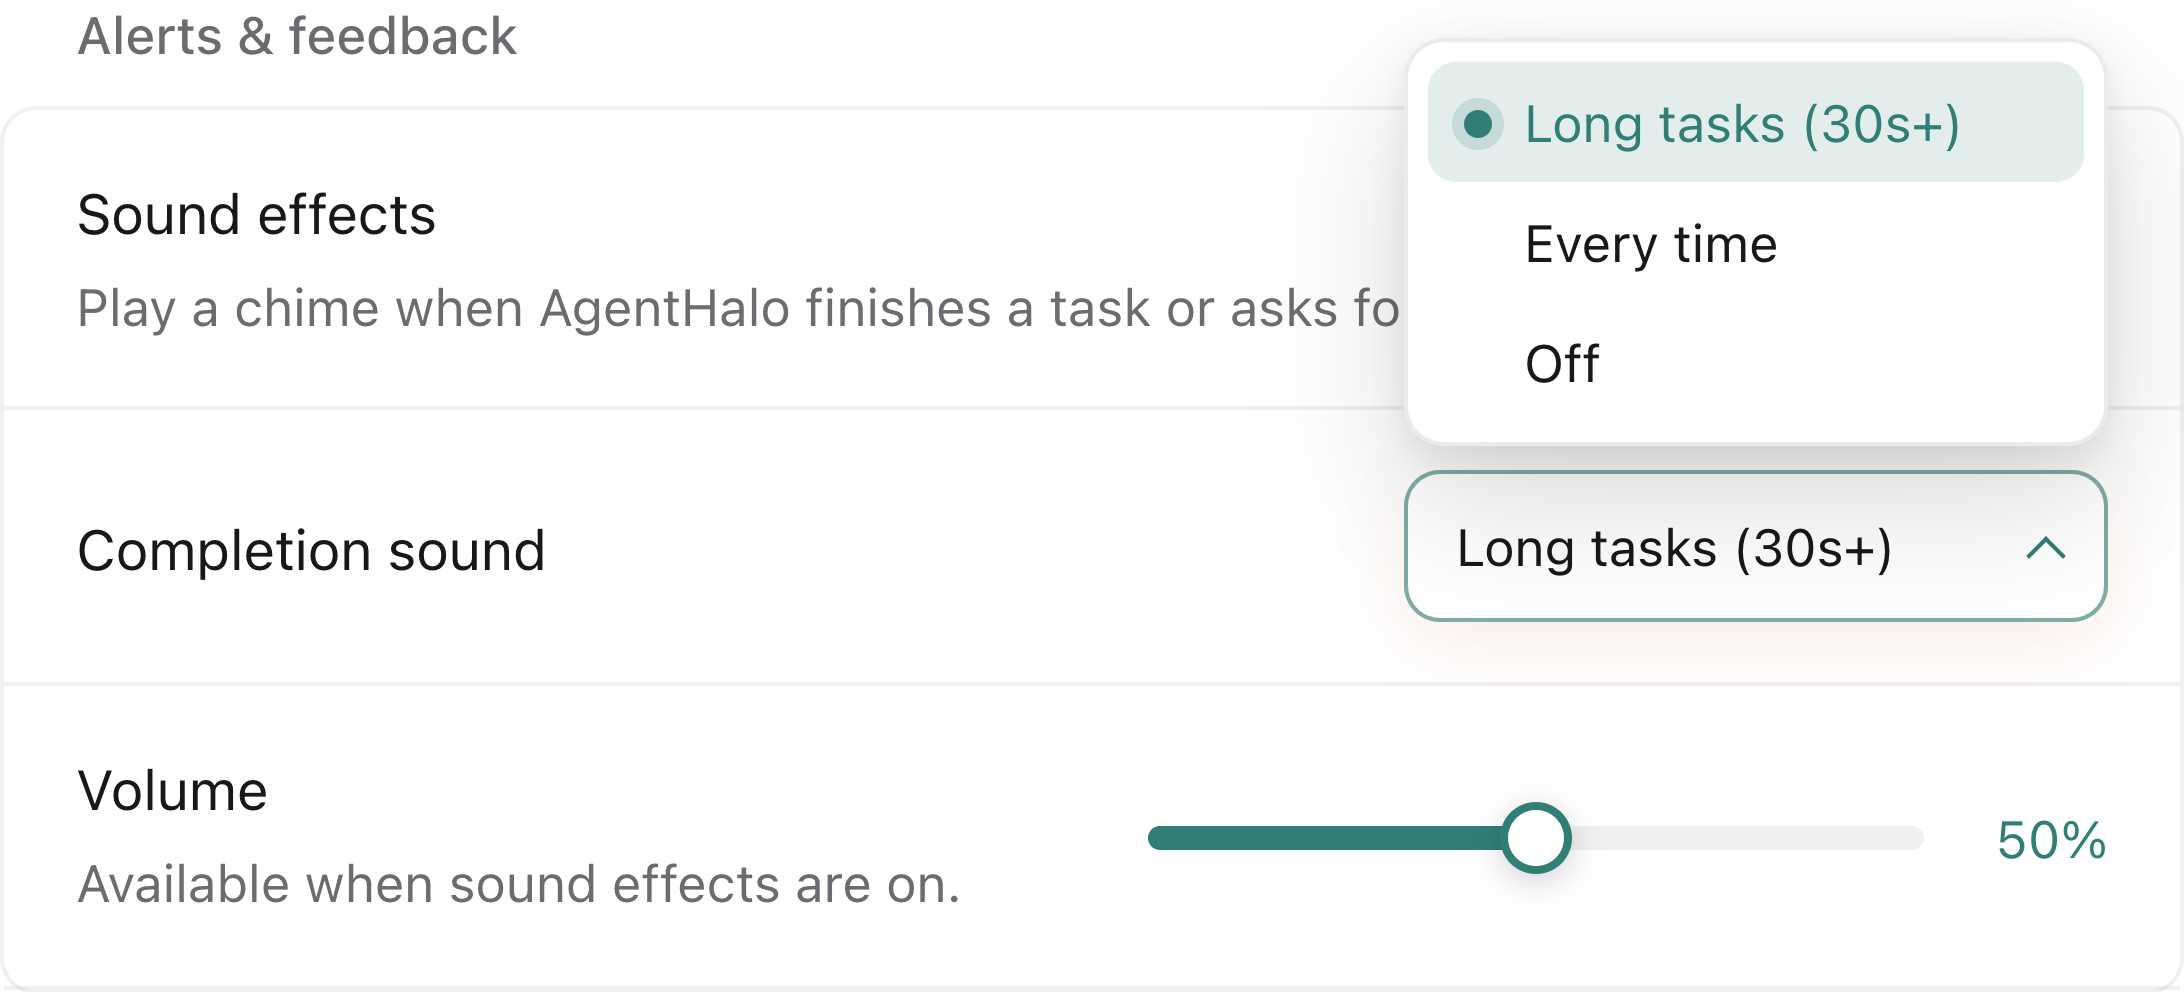 Alerts & feedback
Long tasks (30s+)
Every time
Off
Sound effects
Play a chime when AgentHalo finishes a task or asks fo
Completion sound
Long tasks (30s+)
Volume
Available when sound effects are on.
50%